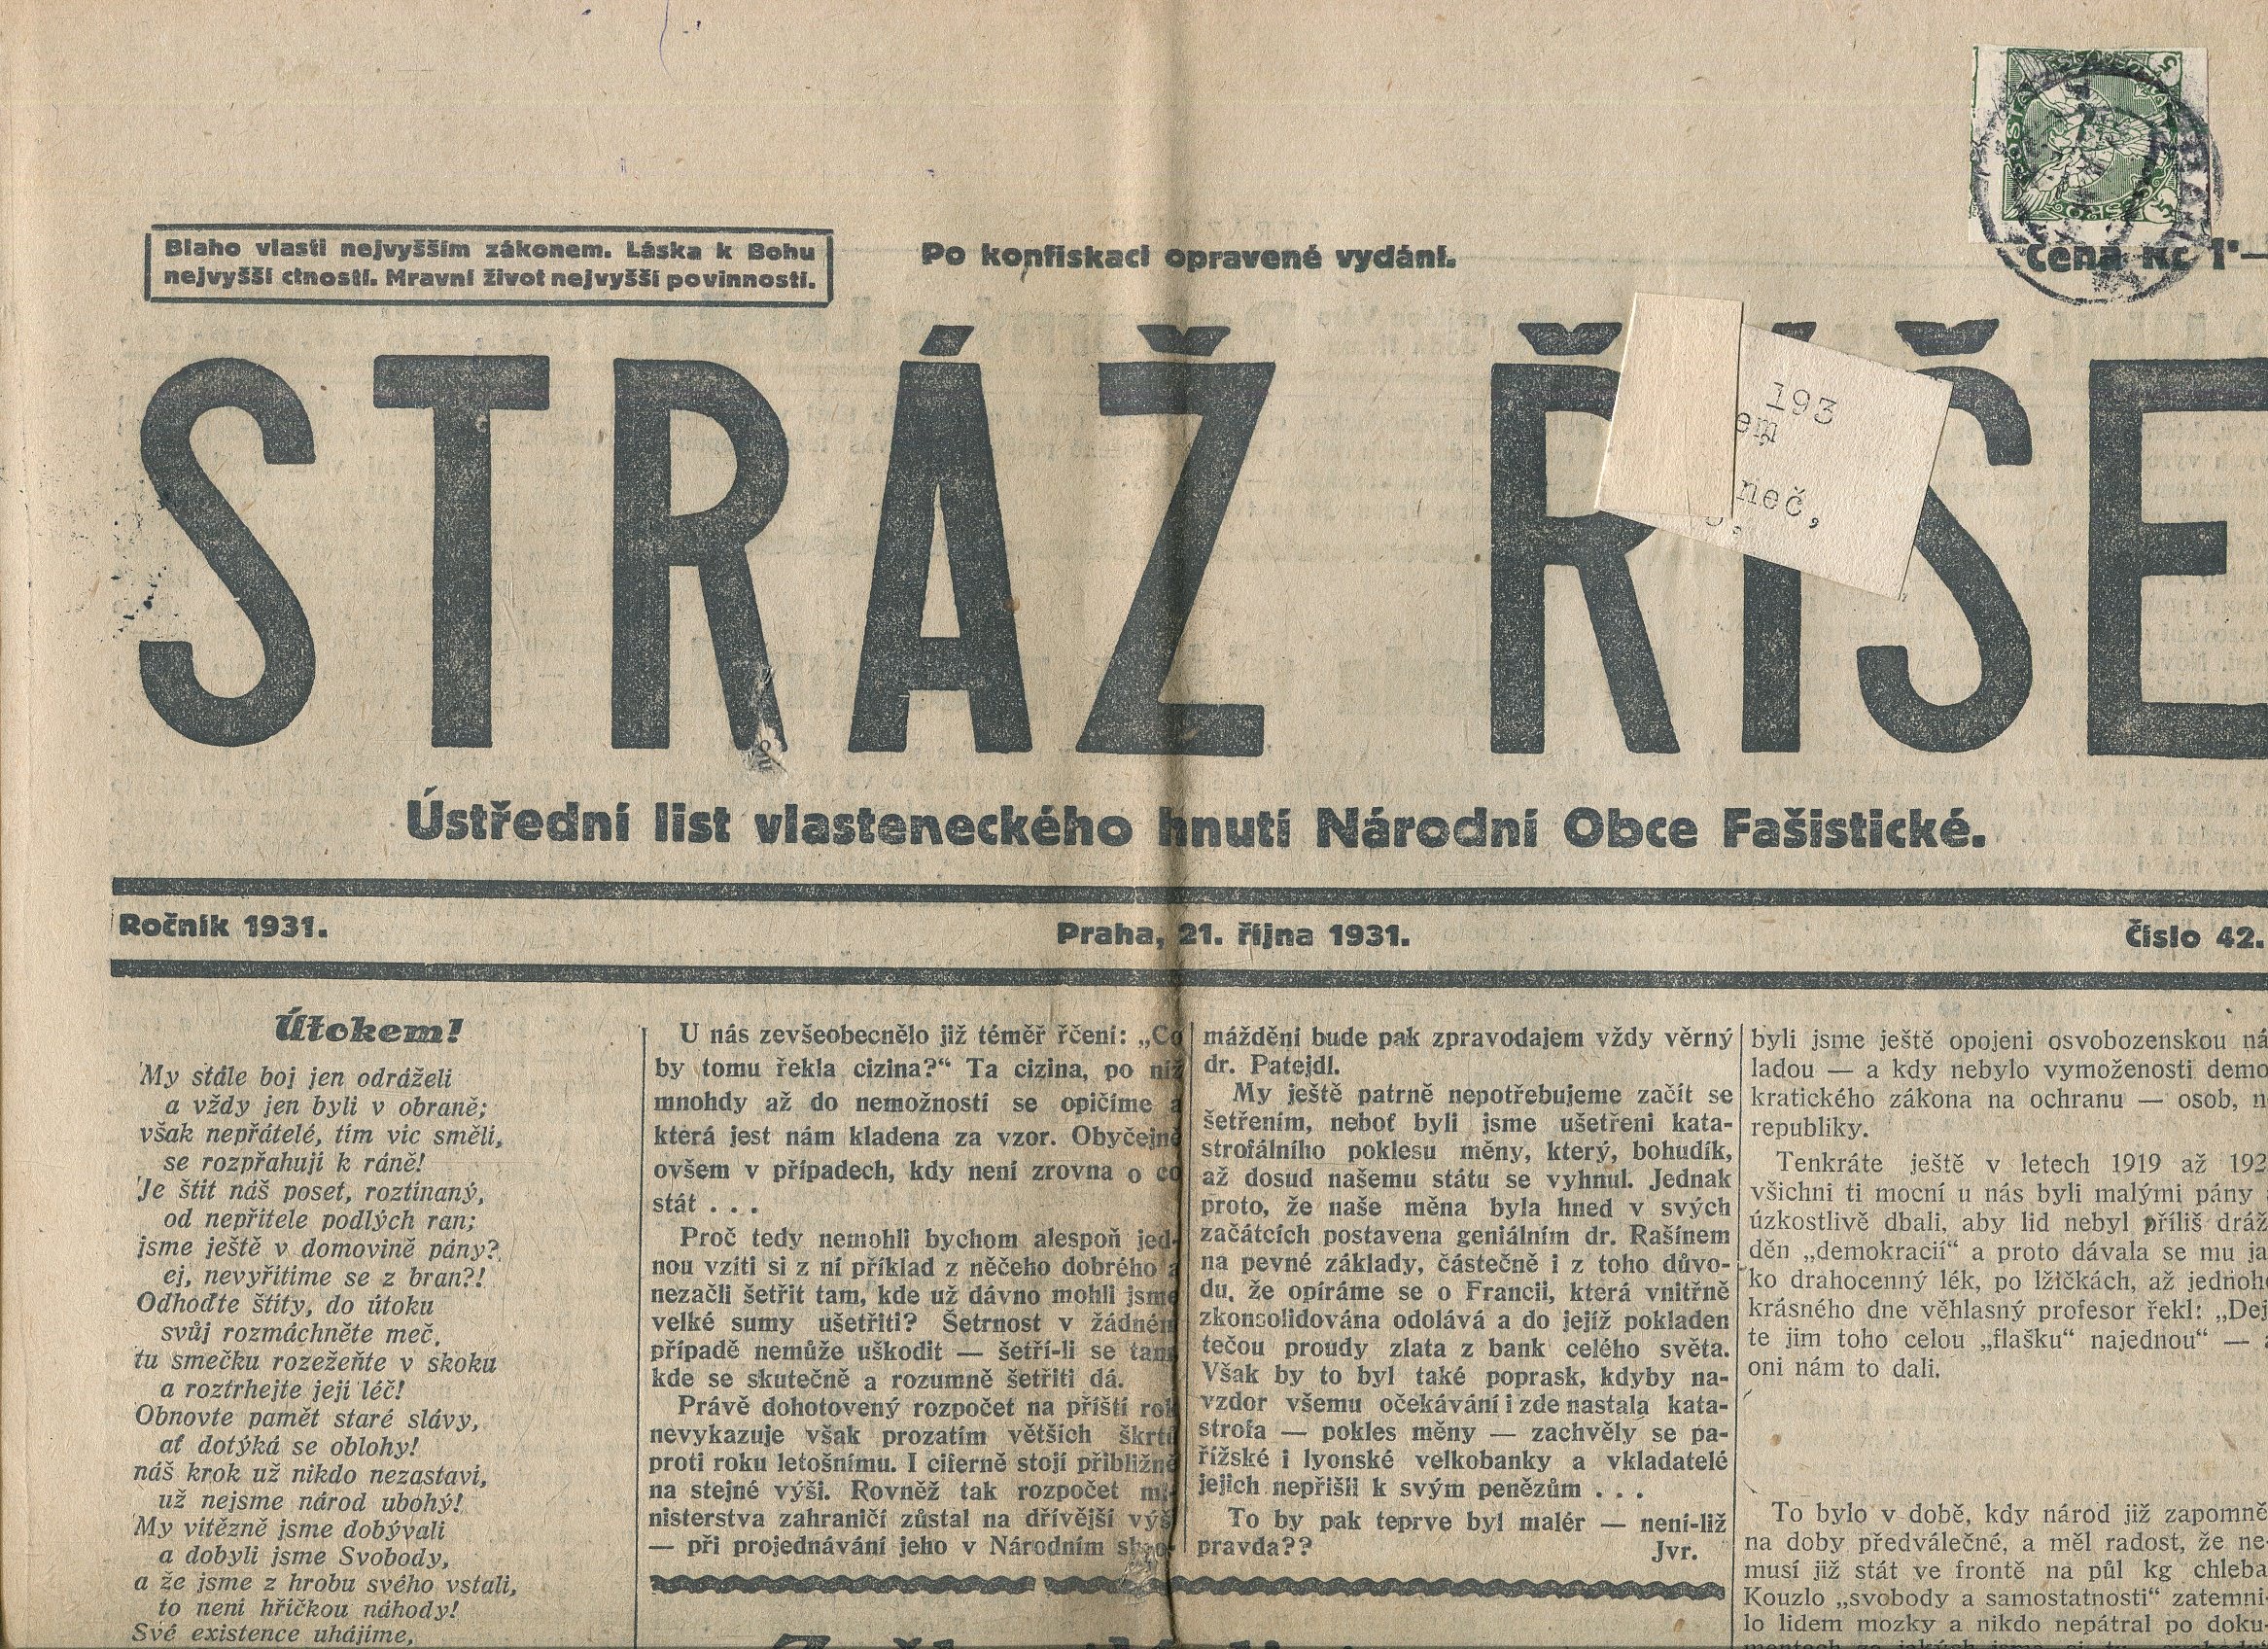 Blaho vlasti nejvyšším zákonem. Láska k Bohu
nejvyšší ctností. Mravní život nejvyšší povinností.
Po konfiskaci opravené vydání.
Cena Kč 1·—
STRÁŽ ŘÍŠE
193
em
neč,
Ústřední list vlasteneckého hnutí Národní Obce Fašistické.
Ročník 1931.
Praha, 21. října 1931.
Číslo 42.
Útokem!
My stále boj jen odráželi
a vždy jen byli v obraně;
však nepřátelé, tím víc smělí,
se rozpřahují k ráně!
Je štít náš poset, roztínaný,
od nepřítele podlých ran;
jsme ještě v domovině pány?
ej, nevyřítíme se z bran?!
Odhoďte štíty, do útoku
svůj rozmáchněte meč,
tu smečku rozežeňte v skoku
a roztrhejte její léč!
Obnovte pamět staré slávy,
ať dotýká se oblohy!
náš krok už nikdo nezastaví,
už nejsme národ ubohý!
My vítězně jsme dobývali
a dobyli jsme Svobody,
a že jsme z hrobu svého vstali,
to není hříčkou náhody!
Své existence uhájíme,
U nás zevšeobecnělo již téměř řčení: „Co
by tomu řekla cizina?“ Ta cizina, po níž
mnohdy až do nemožností se opičíme a
která jest nám kladena za vzor. Obyčejně
ovšem v případech, kdy není zrovna o co
stát . . .
Proč tedy nemohli bychom alespoň jed-
nou vzíti si z ní příklad z něčeho dobrého a
nezačli šetřit tam, kde už dávno mohli jsme
velké sumy ušetřiti? Šetrnost v žádném
případě nemůže uškodit — šetří-li se tam
kde se skutečně a rozumně šetřiti dá.
Právě dohotovený rozpočet na příští rok
nevykazuje však prozatím větších škrtů
proti roku letošnímu. I ciferně stojí přibližně
na stejné výši. Rovněž tak rozpočet mi-
nisterstva zahraničí zůstal na dřívější výš
— při projednávání jeho v Národním
máždění bude pak zpravodajem vždy věrný
dr. Patejdl.
My ještě patrně nepotřebujeme začít se
šetřením, neboť byli jsme ušetřeni kata-
strofálního poklesu měny, který, bohudík,
až dosud našemu státu se vyhnul. Jednak
proto, že naše měna byla hned v svých
začátcích postavena geniálním dr. Rašínem
na pevné základy, částečně i z toho důvo-
du, že opíráme se o Francii, která vnitřně
zkonsolidována odolává a do jejíž pokladen
tečou proudy zlata z bank celého světa.
Však by to byl také poprask, kdyby na-
vzdor všemu očekávání i zde nastala kata-
strofa — pokles měny — zachvěly se pa-
řížské i lyonské velkobanky a vkladatelé
jejich nepřišli k svým penězům . . .
To by pak teprve byl malér — není-liž
pravda??
Jvr.
byli jsme ještě opojeni osvobozenskou ná
ladou — a kdy nebylo vymoženosti demo
kratického zákona na ochranu — osob, n
republiky.
Tenkráte ještě v letech 1919 až 192
všichni ti mocní u nás byli malými pány
úzkostlivě dbali, aby lid nebyl příliš dráž
děn „demokracií“ a proto dávala se mu ja
ko drahocenný lék, po lžičkách, až jednoh
krásného dne věhlasný profesor řekl: „Dej
te jim toho celou „flašku“ najednou“ —
oni nám to dali.
To bylo v době, kdy národ již zapomně
na doby předválečné, a měl radost, že ne-
musí již stát ve frontě na půl kg chleba
Kouzlo „svobody a samostatnosti“ zatemni-
lo lidem mozky a nikdo nepátral po doku-